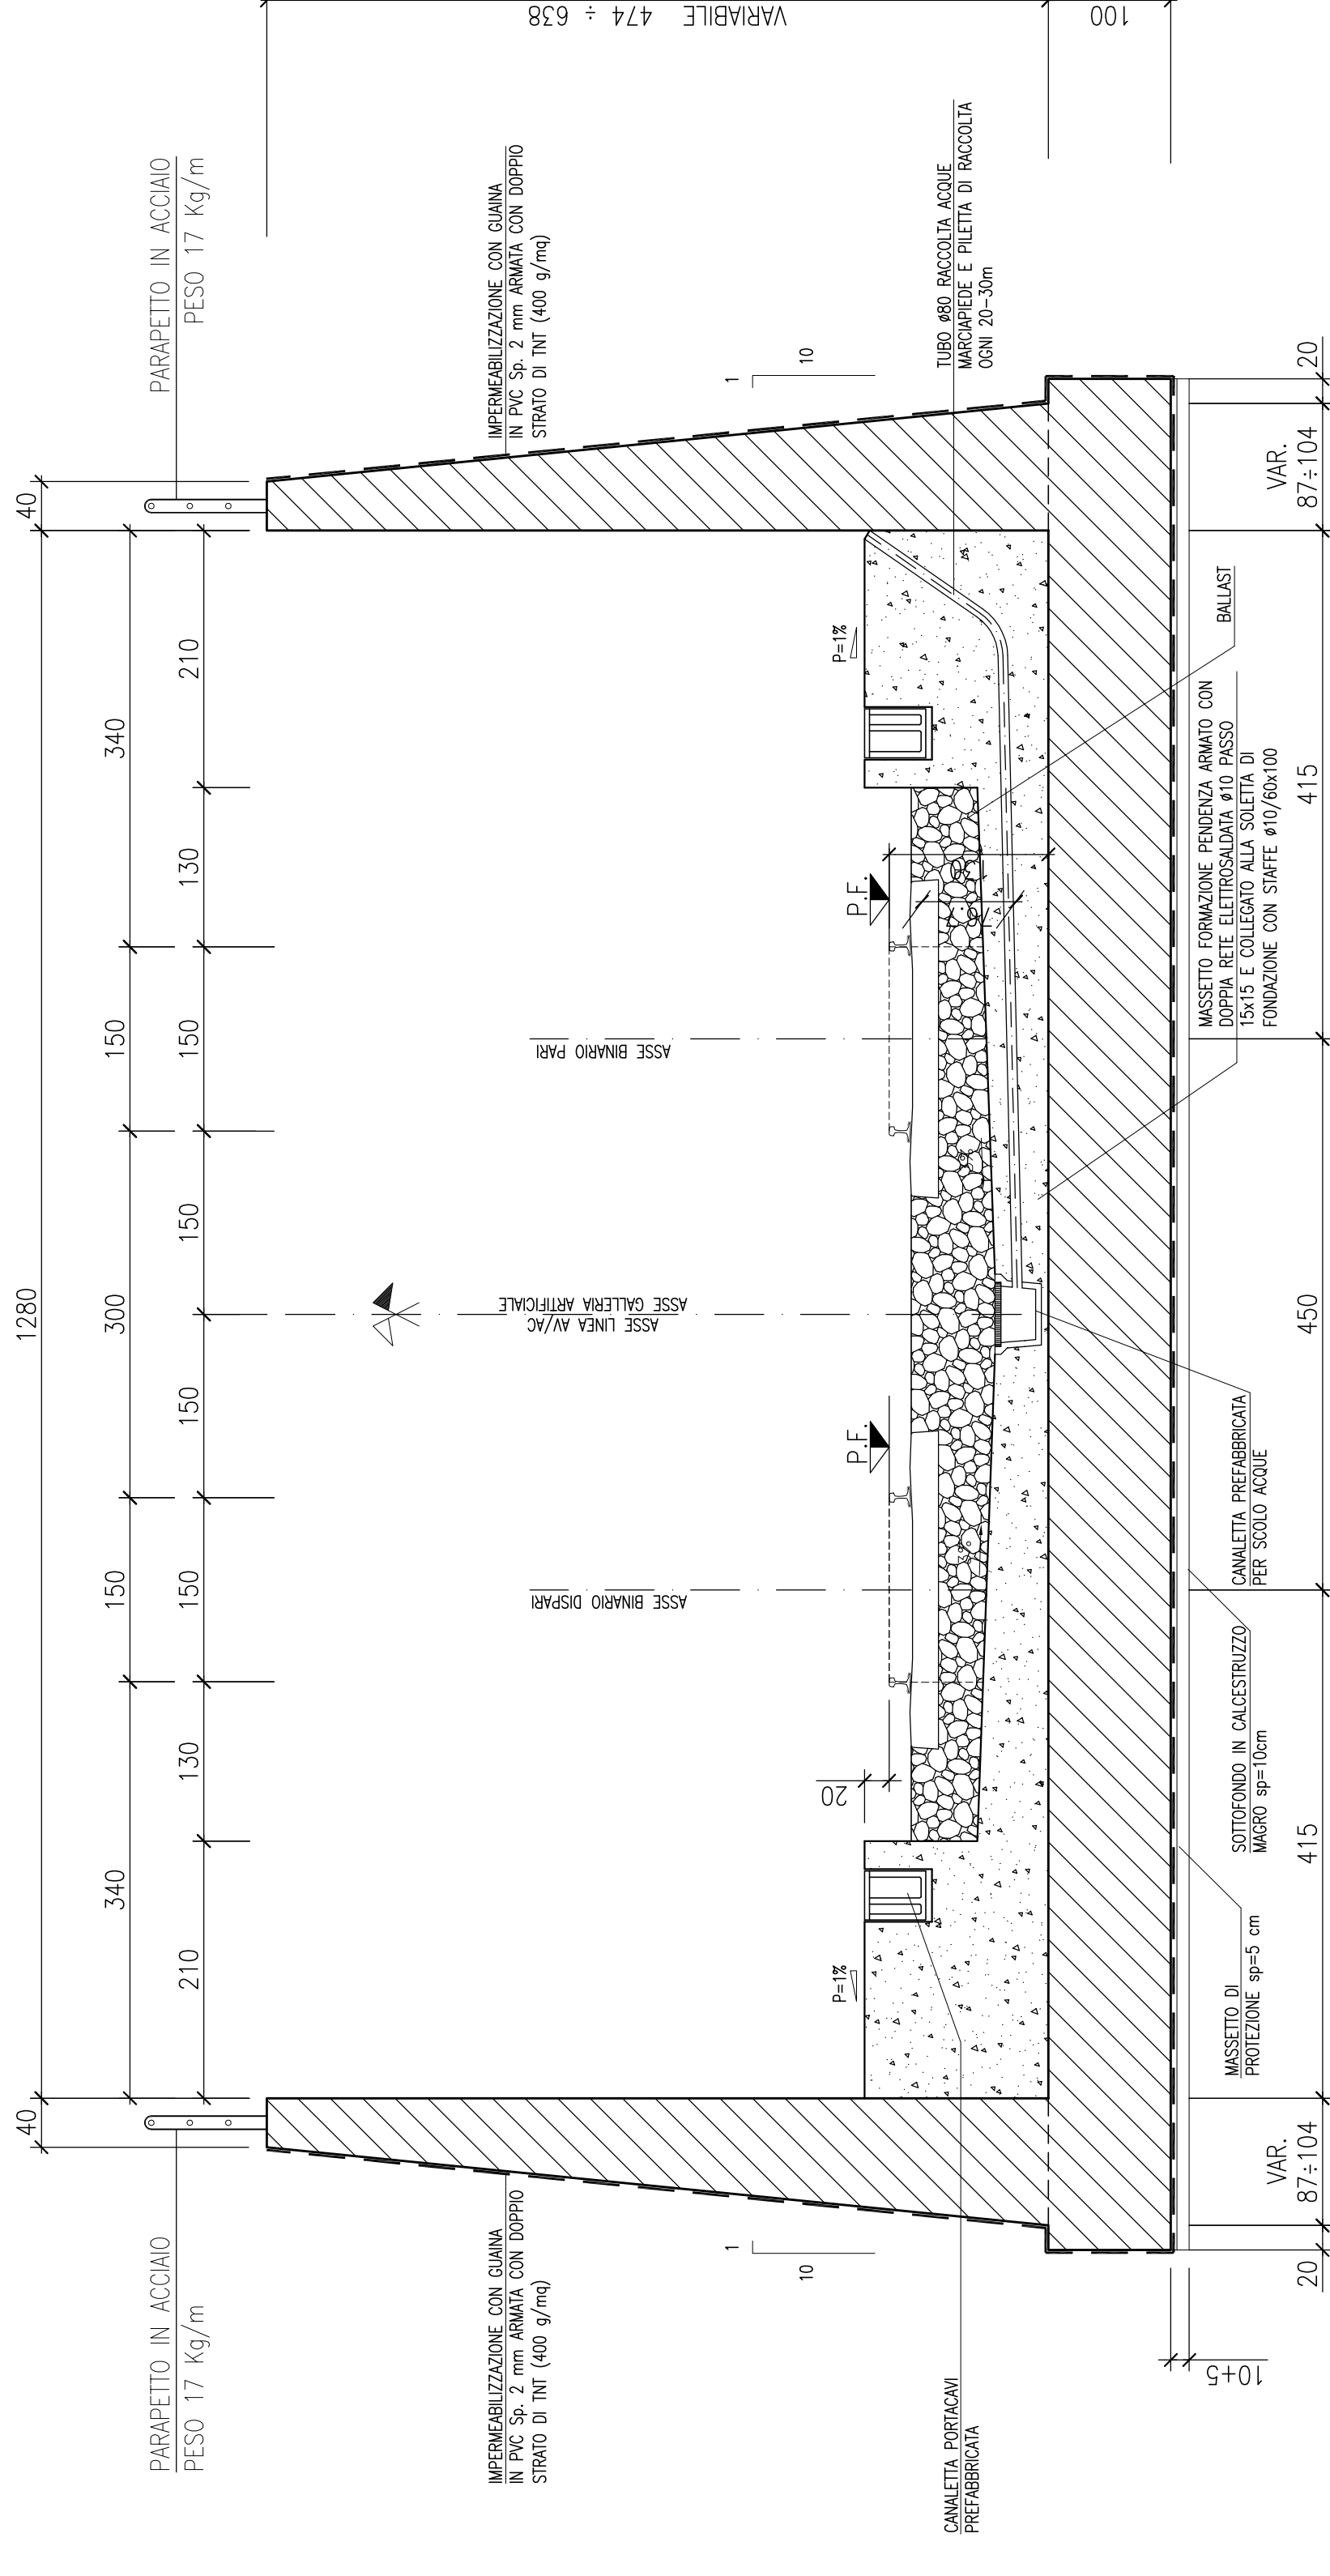 1280
40
40
340
150
300
150
340
210
130
150
150
150
150
130
210
PARAPETTO IN ACCIAIO
PESO 17 Kg/m
PARAPETTO IN ACCIAIO
PESO 17 Kg/m
IMPERMEABILIZZAZIONE CON GUAINA
IN PVC Sp. 2 mm ARMATA CON DOPPIO
STRATO DI TNT (400 g/mq)
IMPERMEABILIZZAZIONE CON GUAINA
IN PVC Sp. 2 mm ARMATA CON DOPPIO
STRATO DI TNT (400 g/mq)
VARIABILE 474 ÷ 638
100
1
10
1
10
ASSE BINARIO DISPARI
ASSE LINEA AV/AC
ASSE GALLERIA ARTIFICIALE
ASSE BINARIO PARI
P=1%
P=1%
20
P.F.
P.F.
3%
3%
TUBO ø80 RACCOLTA ACQUE
MARCIAPIEDE E PILETTA DI RACCOLTA
OGNI 20-30m
CANALETTA PORTACAVI
PREFABBRICATA
BALLAST
MASSETTO FORMAZIONE PENDENZA ARMATO CON
DOPPIA RETE ELETTROSALDATA ø10 PASSO
15x15 E COLLEGATO ALLA SOLETTA DI
FONDAZIONE CON STAFFE ø10/60x100
CANALETTA PREFABBRICATA
PER SCOLO ACQUE
SOTTOFONDO IN CALCESTRUZZO
MAGRO sp=10cm
MASSETTO DI
PROTEZIONE sp=5 cm
10+5
20
VAR.
87÷104
415
450
415
VAR.
87÷104
20